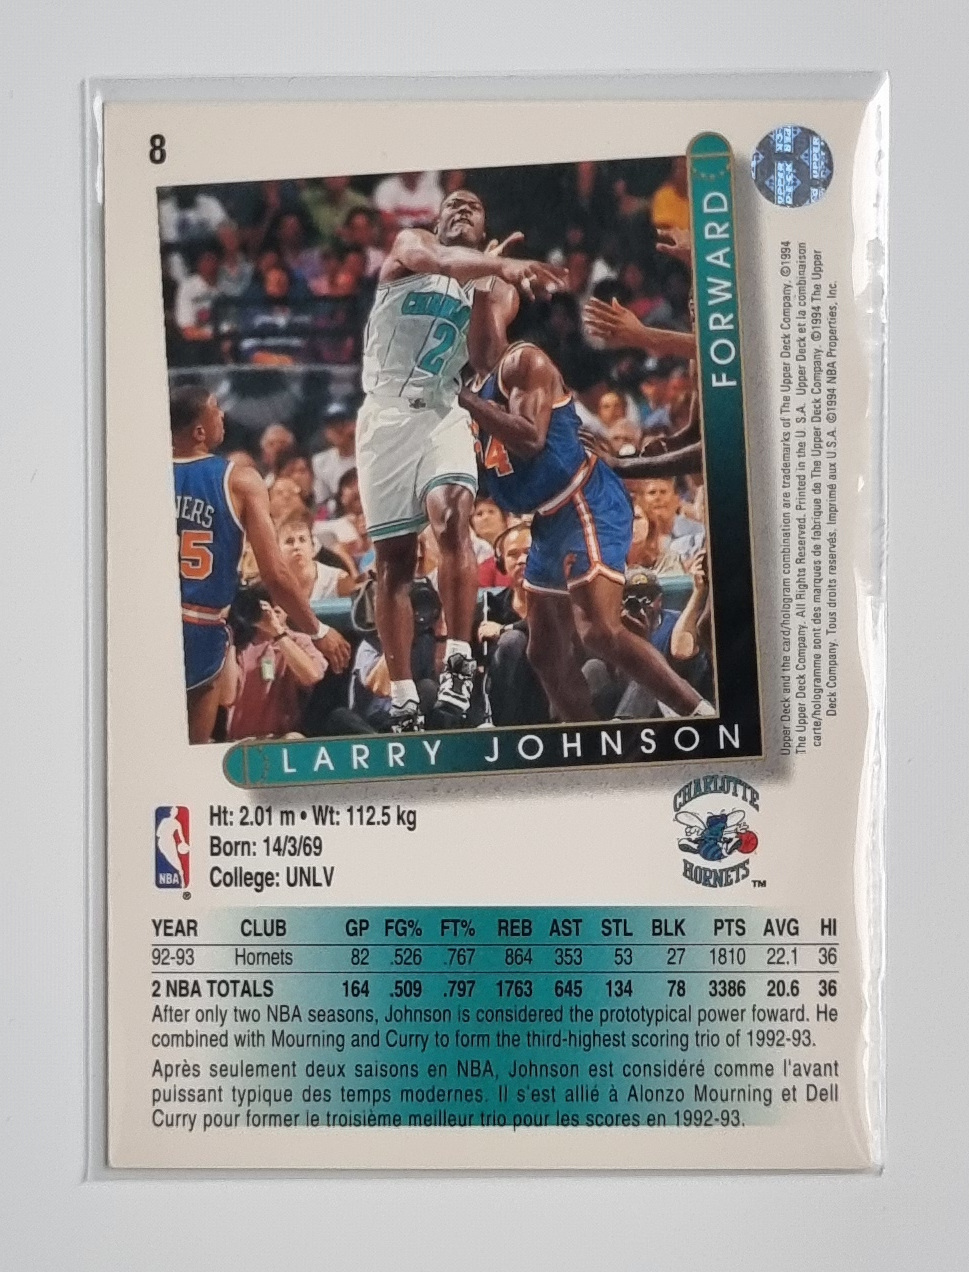 8
FORWARD
LARRY JOHNSON
CHARLOTTE
HORNETS
TM
2
4
5
UPPER DECK
Upper Deck and the card/hologram combination are trademarks of The Upper Deck Company. ©1994
The Upper Deck Company. All Rights Reserved. Printed in the U. S.A. Upper Deck et la combinaison
carte/hologramme sont des marques de fabrique de The Upper Deck Company. ©1994 The Upper
Deck Company. Tous droits reservés. Imprimé aux U S.A. ©1994 NBA Properties, Inc.
NBA
®
Ht: 2.01 m • Wt: 112.5 kg
Born: 14/3/69
College: UNLV
YEAR CLUB GP FG% FT% REB AST STL BLK PTS AVG HI
92-93 Hornets 82 .526 .767 864 353 53 27 1810 22.1 36
2 NBA TOTALS 164 .509 .797 1763 645 134 78 3386 20.6 36
After only two NBA seasons, Johnson is considered the prototypical power foward. He
combined with Mourning and Curry to form the third-highest scoring trio of 1992-93.
Après seulement deux saisons en NBA, Johnson est considéré comme l'avant
puissant typique des temps modernes. Il s'est allié à Alonzo Mourning et Dell
Curry pour former le troisième meilleur trio pour les scores en 1992-93.